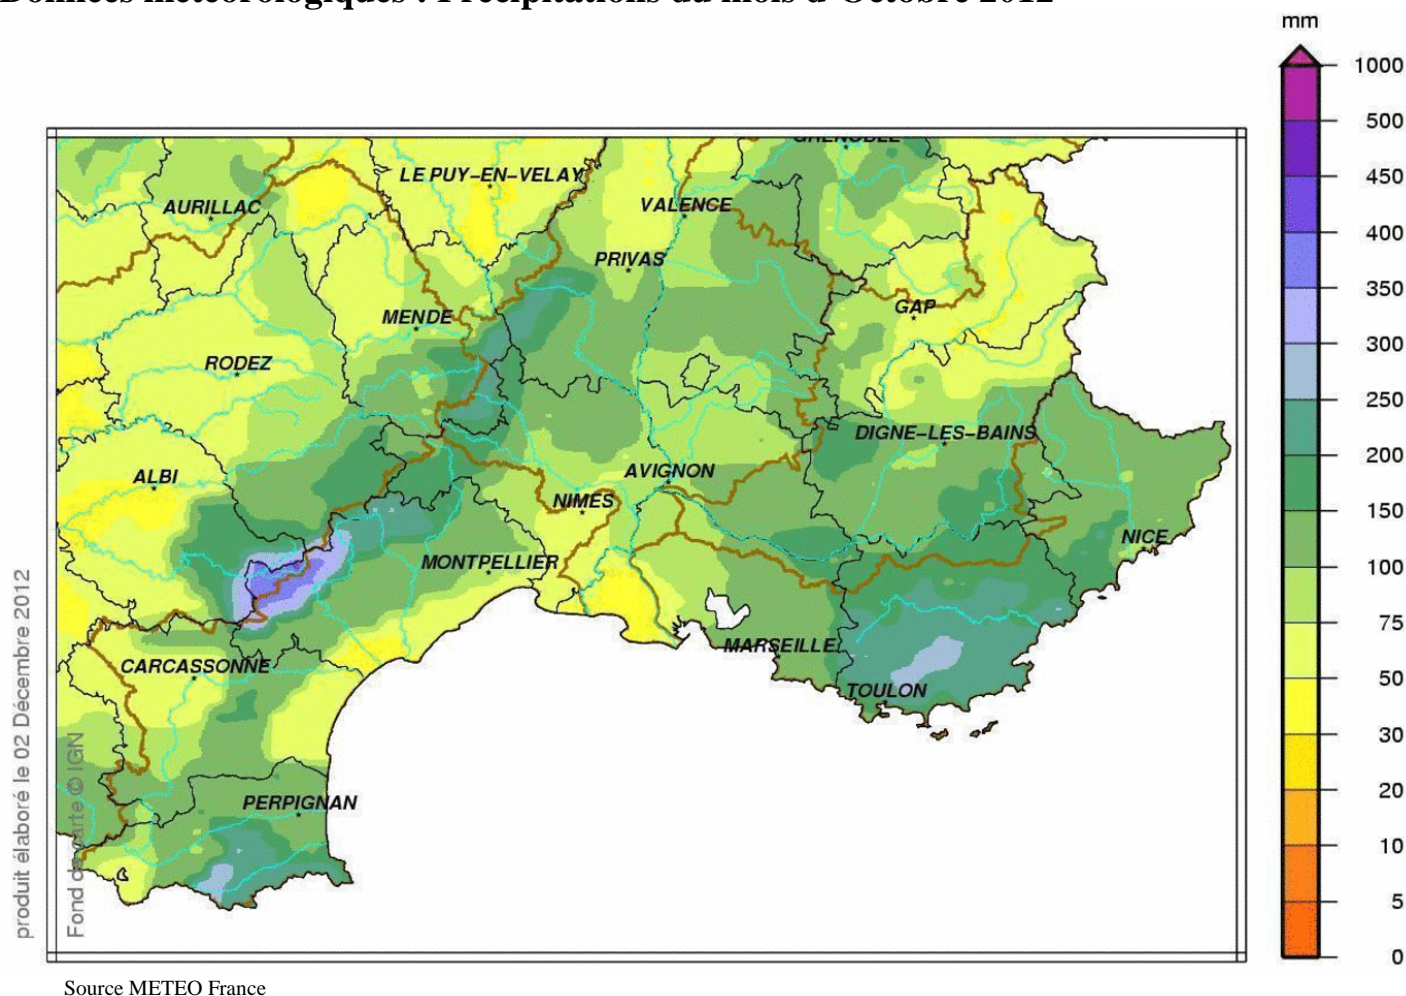 Données météorologiques : Précipitations du mois d'Octobre 2012
mm
1000
500
450
400
350
300
250
200
150
100
75
50
30
20
10
5
0
GRENOBLE
LE PUY-EN-VELAY
AURILLAC
VALENCE
PRIVAS
MENDE
GAP
RODEZ
DIGNE-LES-BAINS
ALBI
AVIGNON
NIMES
NICE
MONTPELLIER
MARSEILLE
CARCASSONNE
TOULON
PERPIGNAN
produit élaboré le 02 Décembre 2012
Fond de carte © IGN
Source METEO France